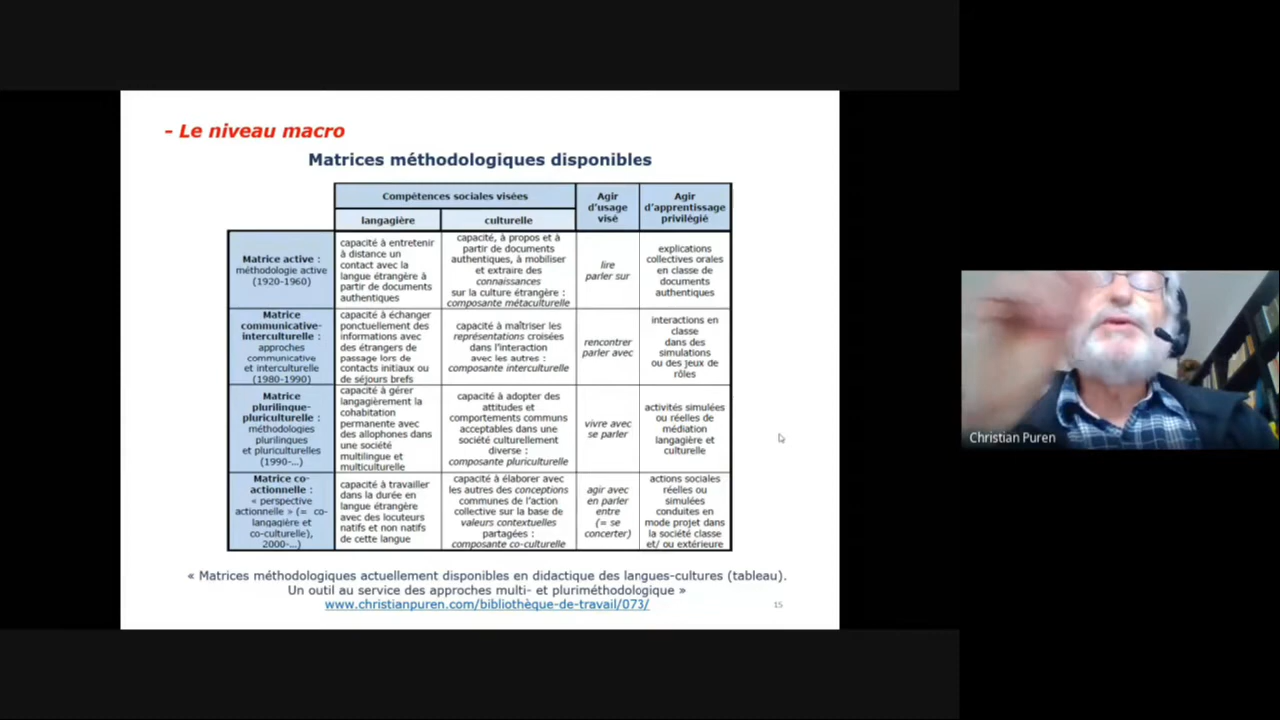 - Le niveau macro
Matrices méthodologiques disponibles
Compétences sociales visées
langagière
culturelle
Agir
d'usage
visé
Agir
d'apprentissage
privilégié
Matrice active :
méthodologie active
(1920-1960)
capacité à entretenir
à distance un
contact avec la
langue étrangère à
partir de documents
authentiques
capacité, à propos et à
partir de documents
authentiques, à mobiliser
et extraire des
connaissances
sur la culture étrangère :
composante métaculturelle
lire
parler sur
explications
collectives orales
en classe de
documents
authentiques
Matrice
communicative-
interculturelle :
approches
communicative
et interculturelle
(1980-1990)
capacité à échanger
ponctuellement des
informations avec
des étrangers de
passage lors de
contacts initiaux ou
de séjours brefs
capacité à maîtriser les
représentations croisées
dans l'interaction
avec les autres :
composante interculturelle
rencontrer
parler avec
interactions en
classe
dans des
simulations
ou des jeux de
rôles
Matrice
plurilingue-
pluriculturelle :
méthodologies
plurilingues
et pluriculturelles
(1990-...)
capacité à gérer
langagièrement la
cohabitation
permanente avec
des allophones dans
une société
multilingue et
multiculturelle
capacité à adopter des
attitudes et
comportements communs
acceptables dans une
société culturellement
diverse :
composante pluriculturelle
vivre avec
se parler
activités simulées
ou réelles de
médiation
langagière et
culturelle
Matrice co-
actionnelle :
« perspective
actionnelle » (= co-
langagière et
co-culturelle),
2000-...)
capacité à travailler
dans la durée en
langue étrangère
avec des locuteurs
natifs et non natifs
de cette langue
capacité à élaborer avec
les autres des conceptions
communes de l'action
collective sur la base de
valeurs contextuelles
partagées :
composante co-culturelle
agir avec
en parler
entre
(= se
concerter)
actions sociales
réelles ou
simulées
conduites en
mode projet dans
la société classe
et/ ou extérieure
« Matrices méthodologiques actuellement disponibles en didactique des langues-cultures (tableau).
Un outil au service des approches multi- et pluriméthodologique »
www.christianpuren.com/bibliothèque-de-travail/073/
15
Christian Puren